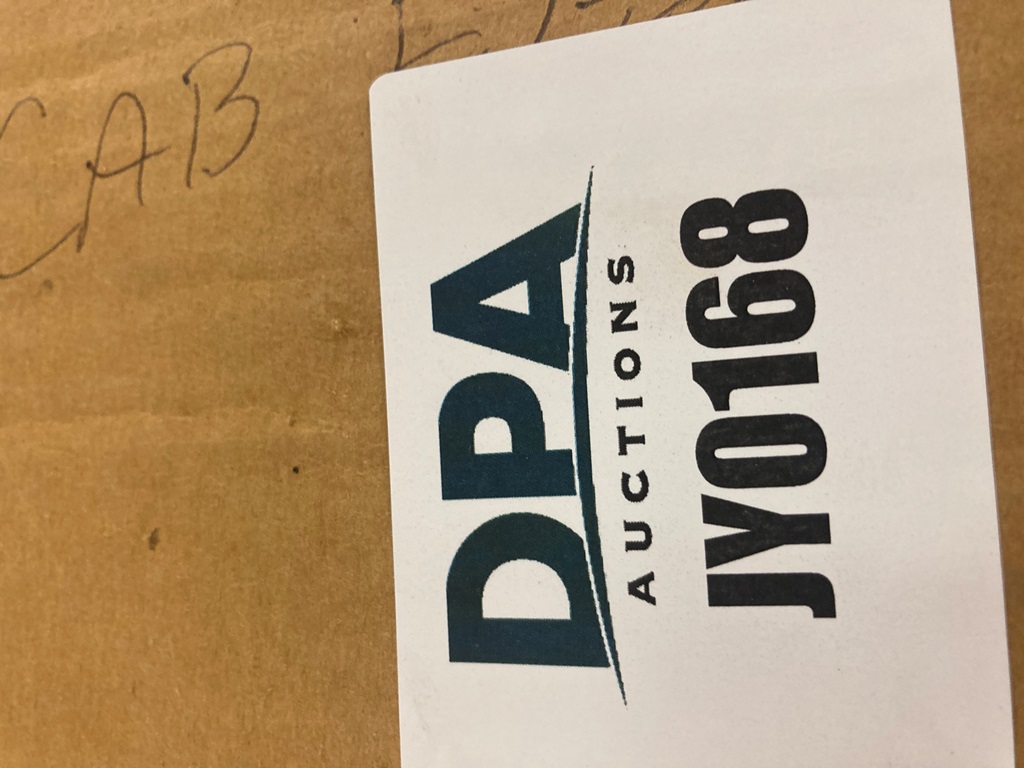 CAB
DPA
AUCTIONS
JY0168